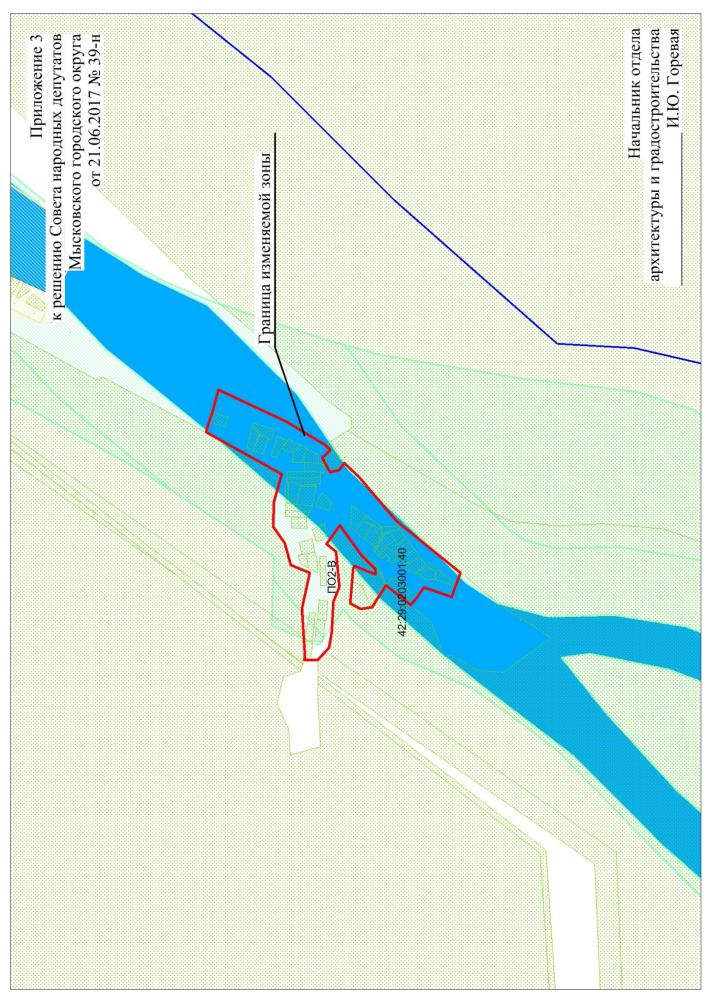 Приложение 3
к решению Совета народных депутатов
Мысковского городского округа
от 21.06.2017 № 39-н
Граница изменяемой зоны
ПО2-В
42:29:0203001:40
Начальник отдела
архитектуры и градостроительства
И.Ю. Горевая